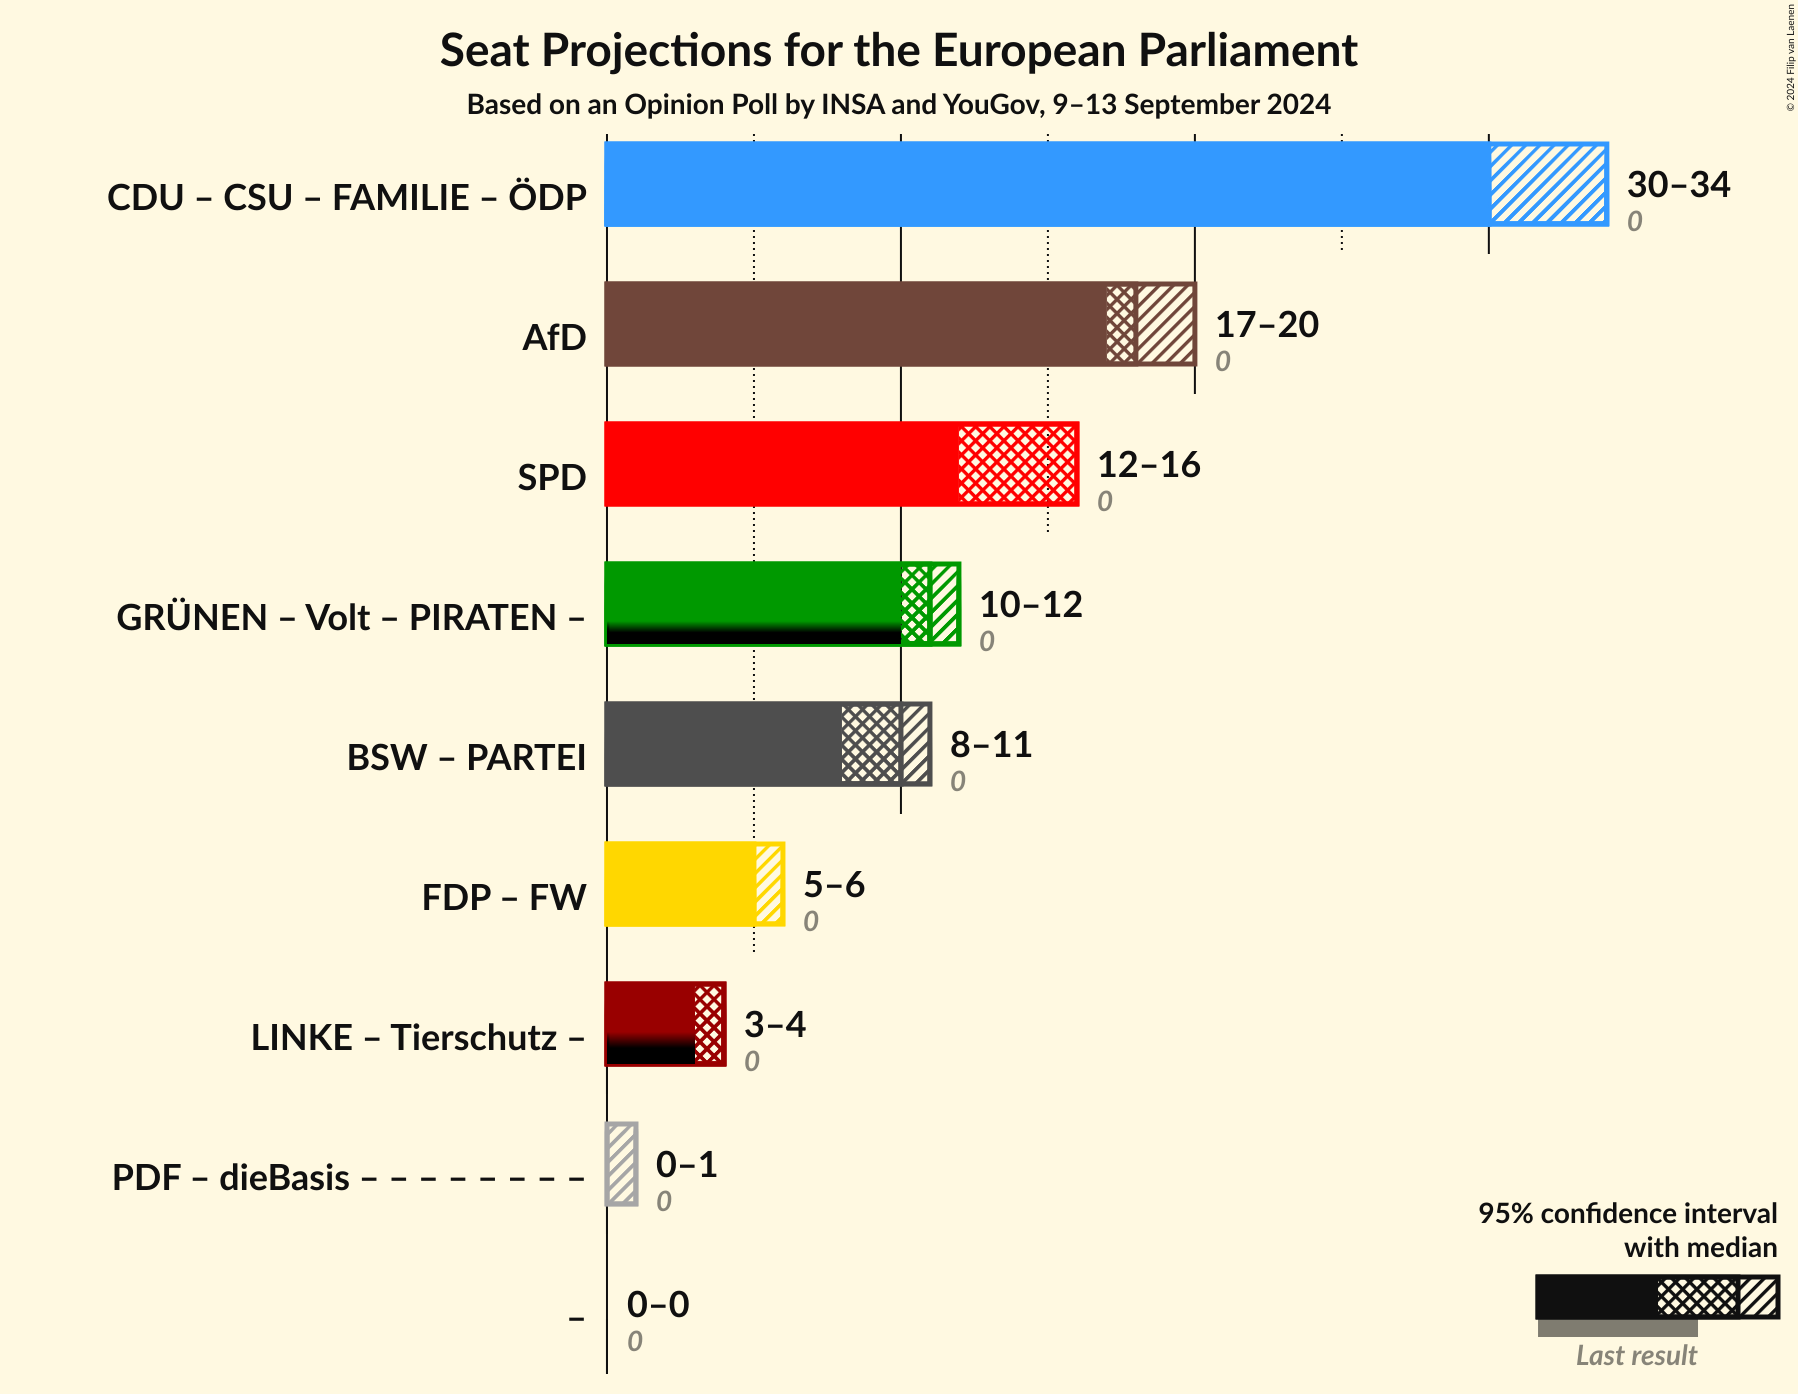 Seat Projections for the European Parliament
Based on an Opinion Poll by INSA and YouGov, 9–13 September 2024
© 2024 Filip van Laenen
CDU – CSU – FAMILIE – ÖDP
30–34
0
AfD
17–20
0
SPD
12–16
0
GRÜNEN – Volt – PIRATEN –
10–12
0
BSW – PARTEI
8–11
0
FDP – FW
5–6
0
LINKE – Tierschutz –
3–4
0
PDF – dieBasis – – – – – – – –
0–1
0
–
0–0
0
95% confidence interval
with median
Last result